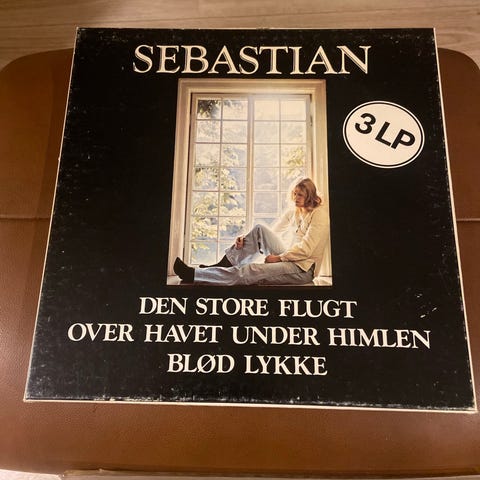 SEBASTIAN
3 LP
DEN STORE FLUGT
OVER HAVET UNDER HIMLEN
BLØD LYKKE